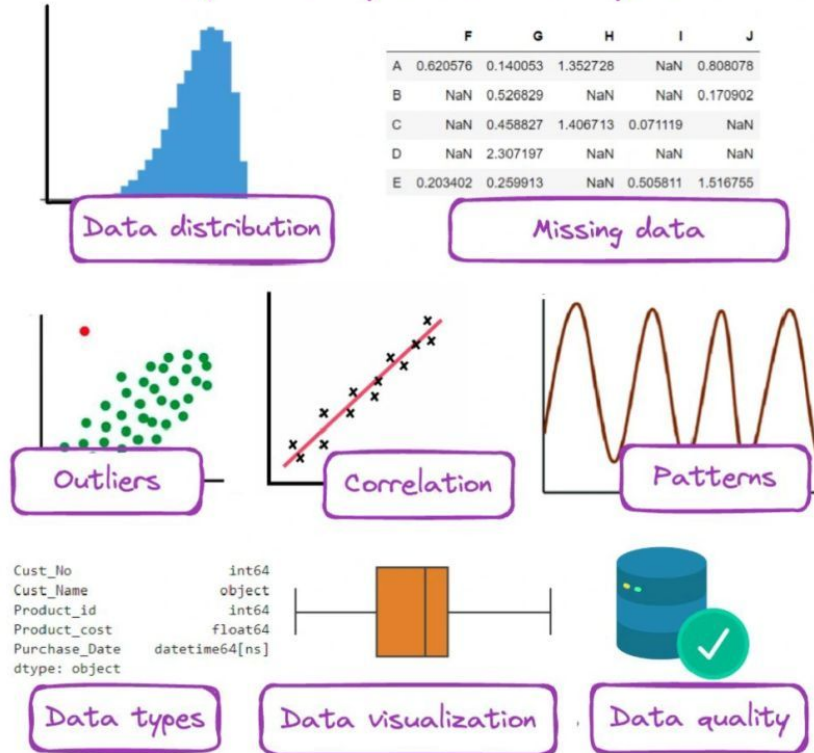 F G H I J
A 0.620576 0.140053 1.352728 NaN 0.808078
B NaN 0.526829 NaN NaN 0.170902
C NaN 0.458827 1.406713 0.071119 NaN
D NaN 2.307197 NaN NaN NaN
E 0.203402 0.259913 NaN 0.505811 1.516755
Data distribution
Missing data
Outliers
Correlation
Patterns
Cust_No int64
Cust_Name object
Product_id int64
Product_cost float64
Purchase_Date datetime64[ns]
dtype: object
Data types
Data visualization
Data quality